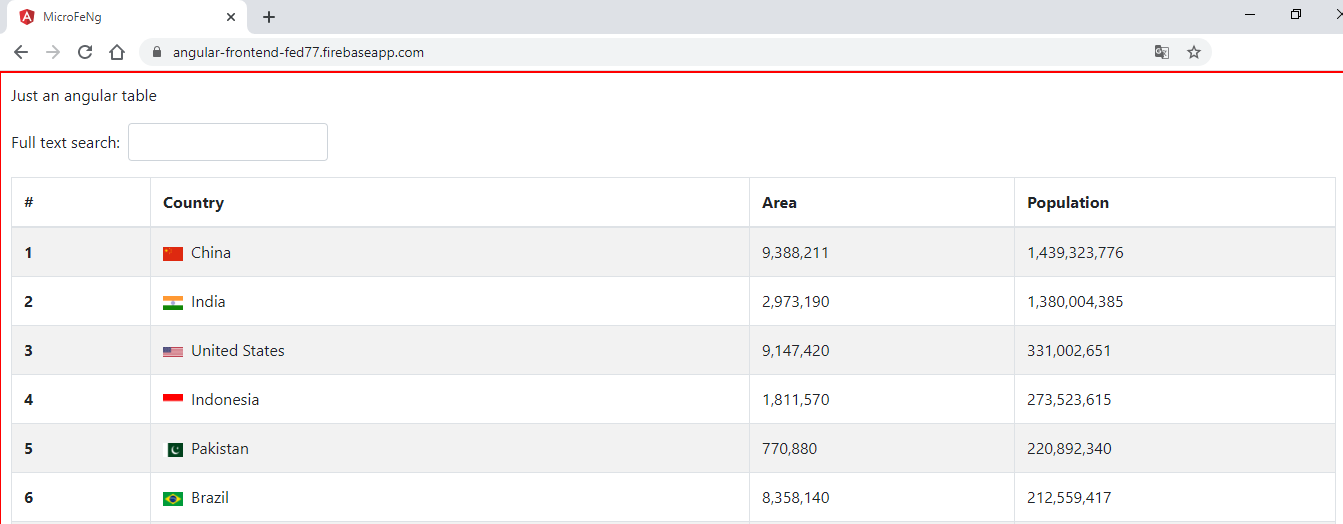 MicroFeNg
angular-frontend-fed77.firebaseapp.com
Just an angular table
Full text search:
# Country Area Population
1 China 9,388,211 1,439,323,776
2 India 2,973,190 1,380,004,385
3 United States 9,147,420 331,002,651
4 Indonesia 1,811,570 273,523,615
5 Pakistan 770,880 220,892,340
6 Brazil 8,358,140 212,559,417